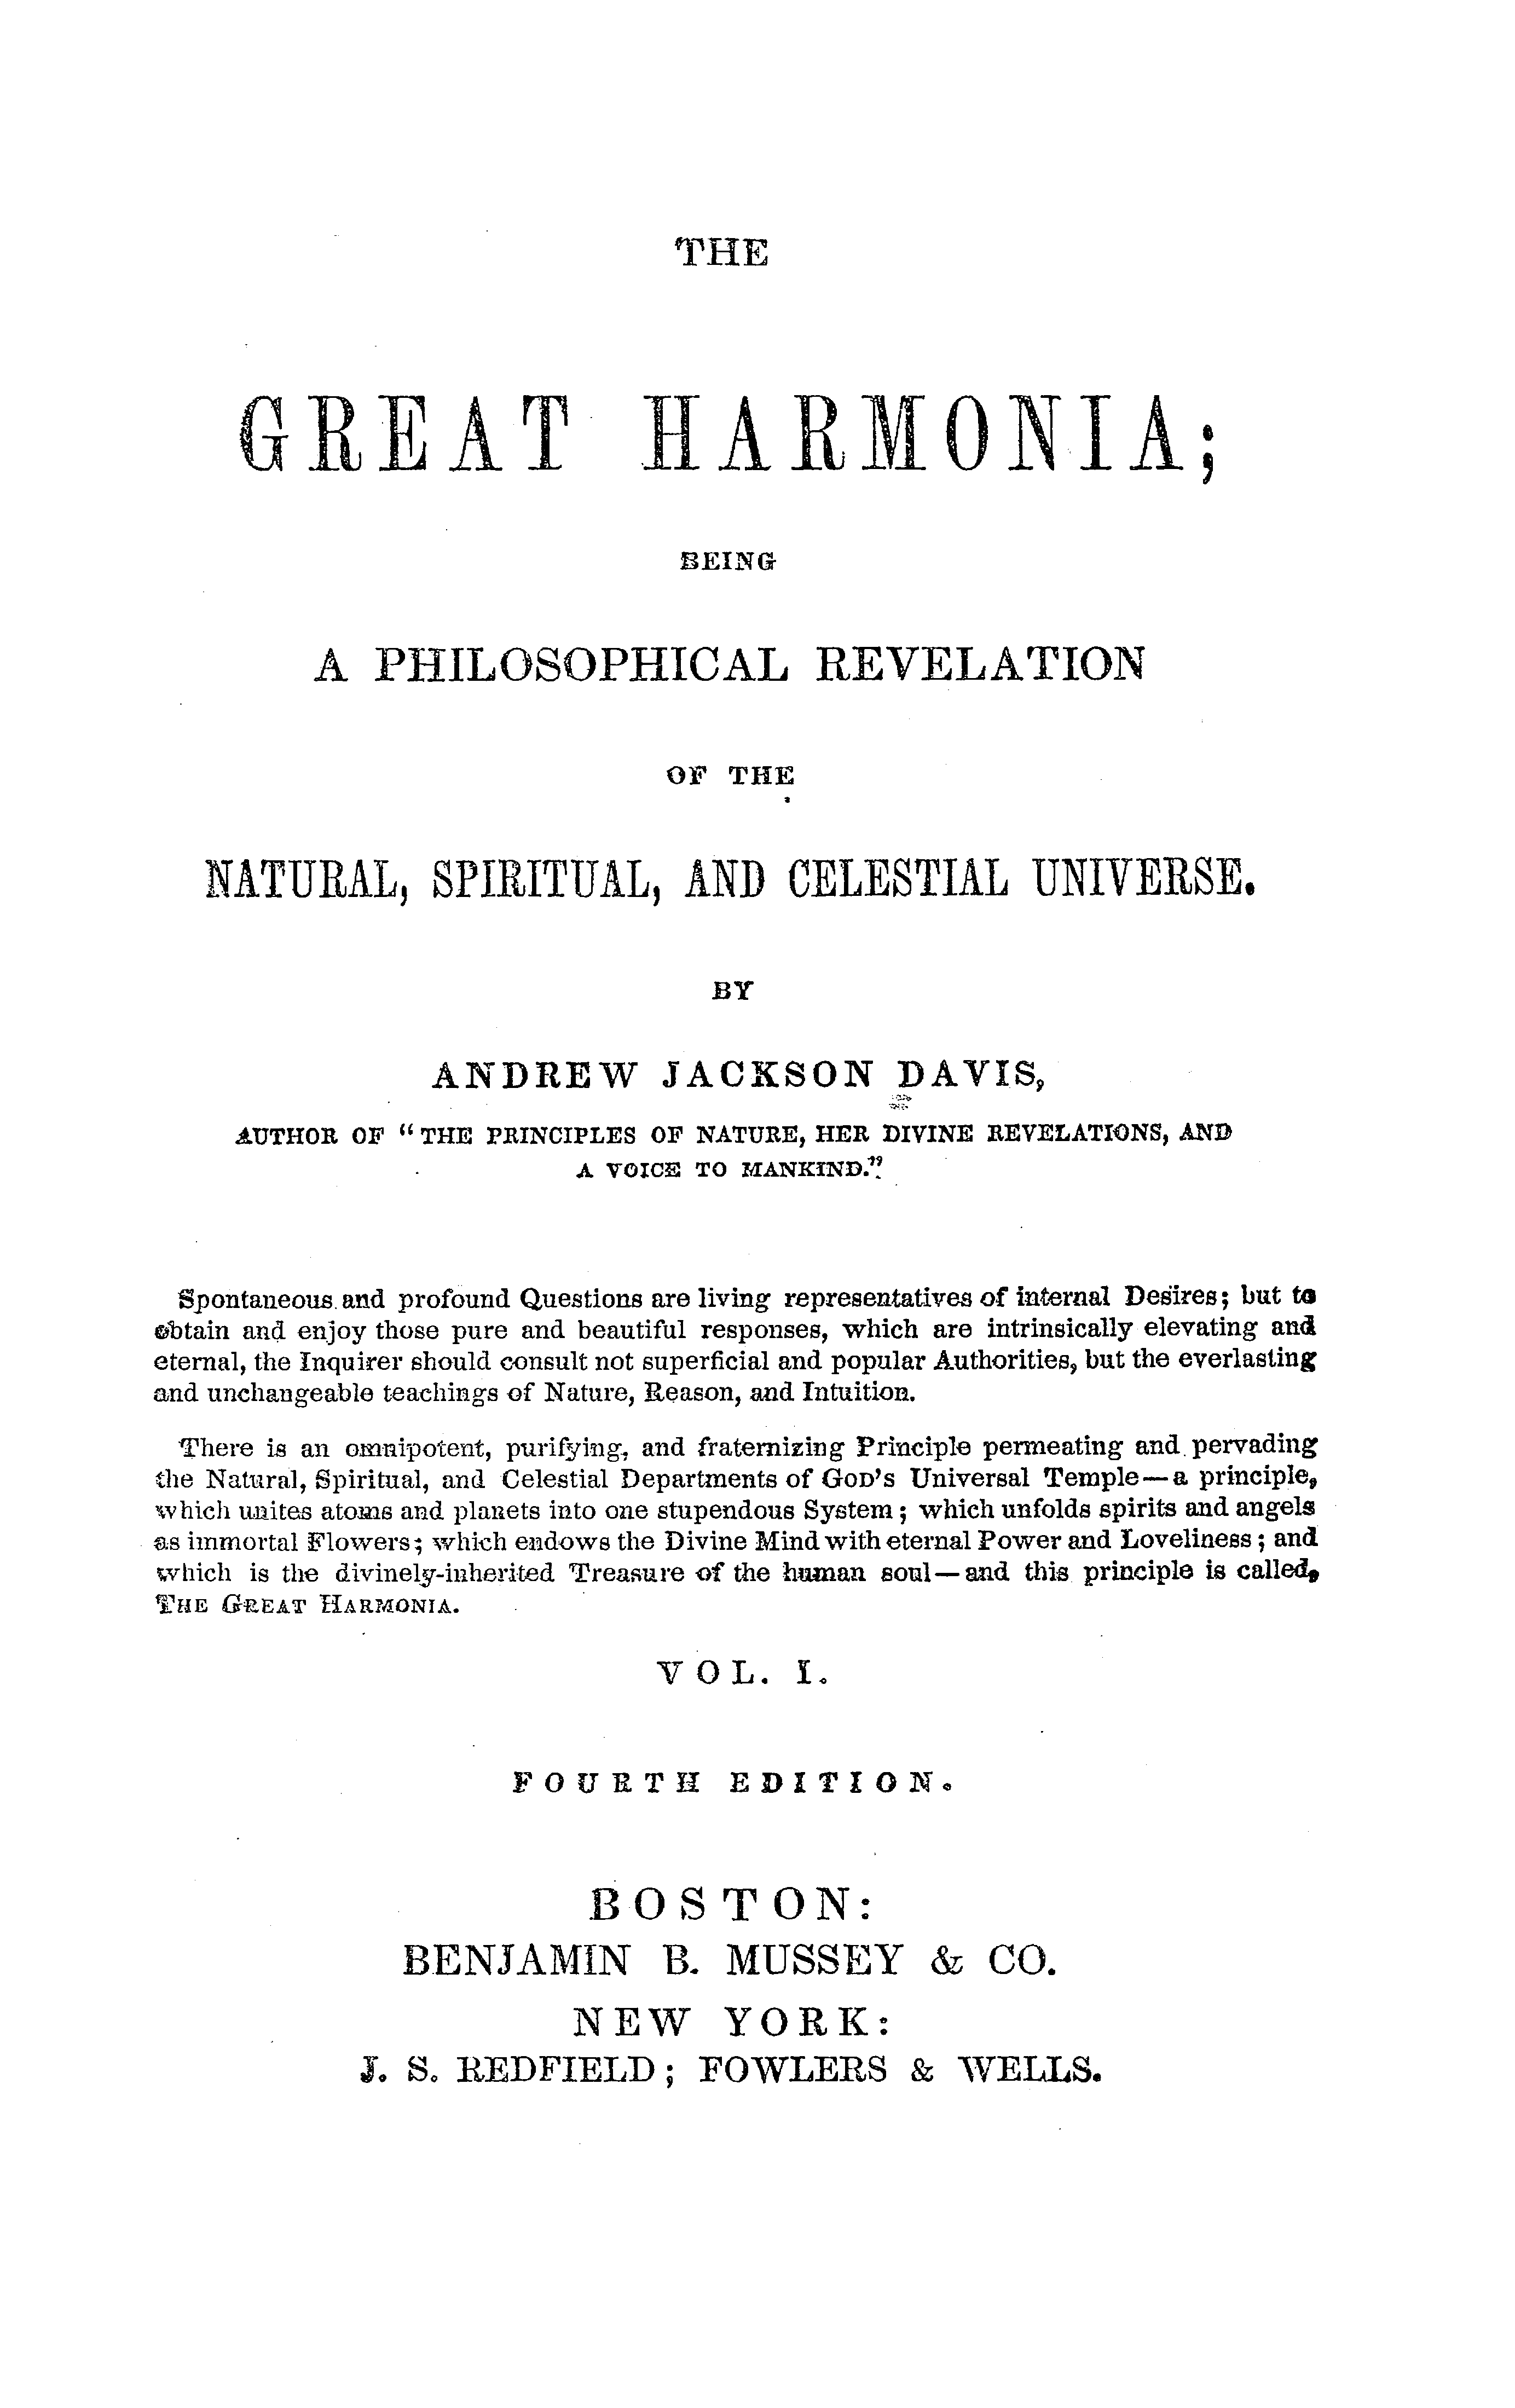 THE
GREAT HARMONIA;
BEING
A PHILOSOPHICAL REVELATION
OF THE
NATURAL, SPIRITUAL, AND CELESTIAL UNIVERSE.
BY
ANDREW JACKSON DAVIS,
AUTHOR OF “THE PRINCIPLES OF NATURE, HER DIVINE REVELATIONS, AND
A VOICE TO MANKIND.”
Spontaneous and profound Questions are living representatives of internal Desires; but to
obtain and enjoy those pure and beautiful responses, which are intrinsically elevating and
eternal, the Inquirer should consult not superficial and popular Authorities, but the everlasting
and unchangeable teachings of Nature, Reason, and Intuition.
There is an omnipotent, purifying, and fraternizing Principle permeating and pervading
the Natural, Spiritual, and Celestial Departments of GOD’S Universal Temple—a principle,
which unites atoms and planets into one stupendous System; which unfolds spirits and angels
as immortal Flowers; which endows the Divine Mind with eternal Power and Loveliness; and
which is the divinely-inherited Treasure of the human soul—and this principle is called,
THE GREAT HARMONIA.
VOL. I.
FOURTH EDITION.
BOSTON:
BENJAMIN B. MUSSEY & CO.
NEW YORK:
J. S. REDFIELD; FOWLERS & WELLS.